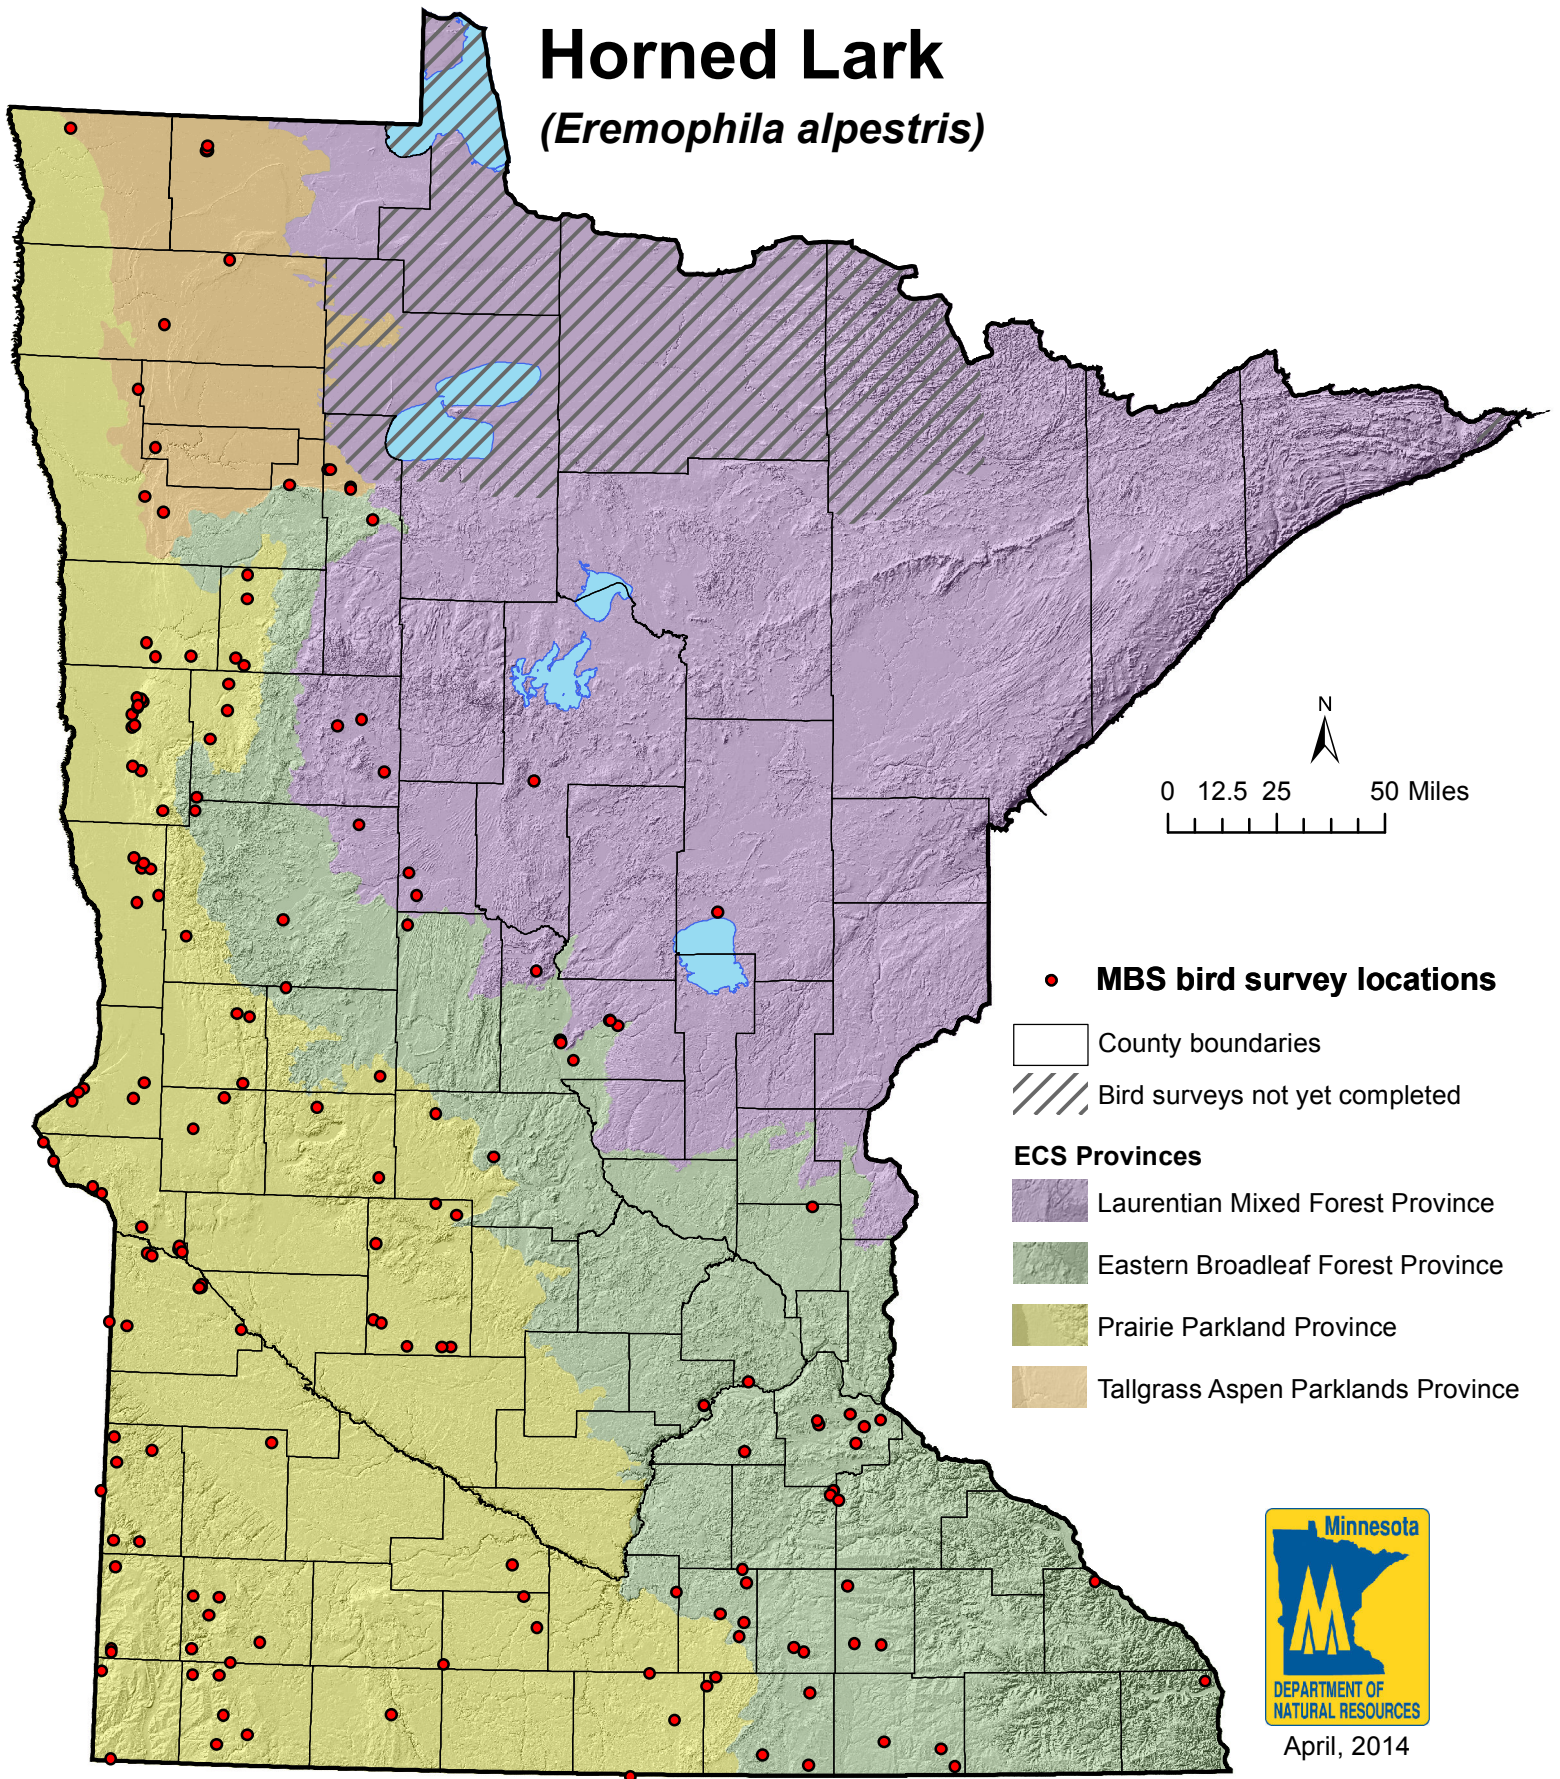 Horned Lark
(Eremophila alpestris)
N
0 12.5 25 50 Miles
MBS bird survey locations
County boundaries
Bird surveys not yet completed
ECS Provinces
Laurentian Mixed Forest Province
Eastern Broadleaf Forest Province
Prairie Parkland Province
Tallgrass Aspen Parklands Province
Minnesota
DEPARTMENT OF
NATURAL RESOURCES
April, 2014